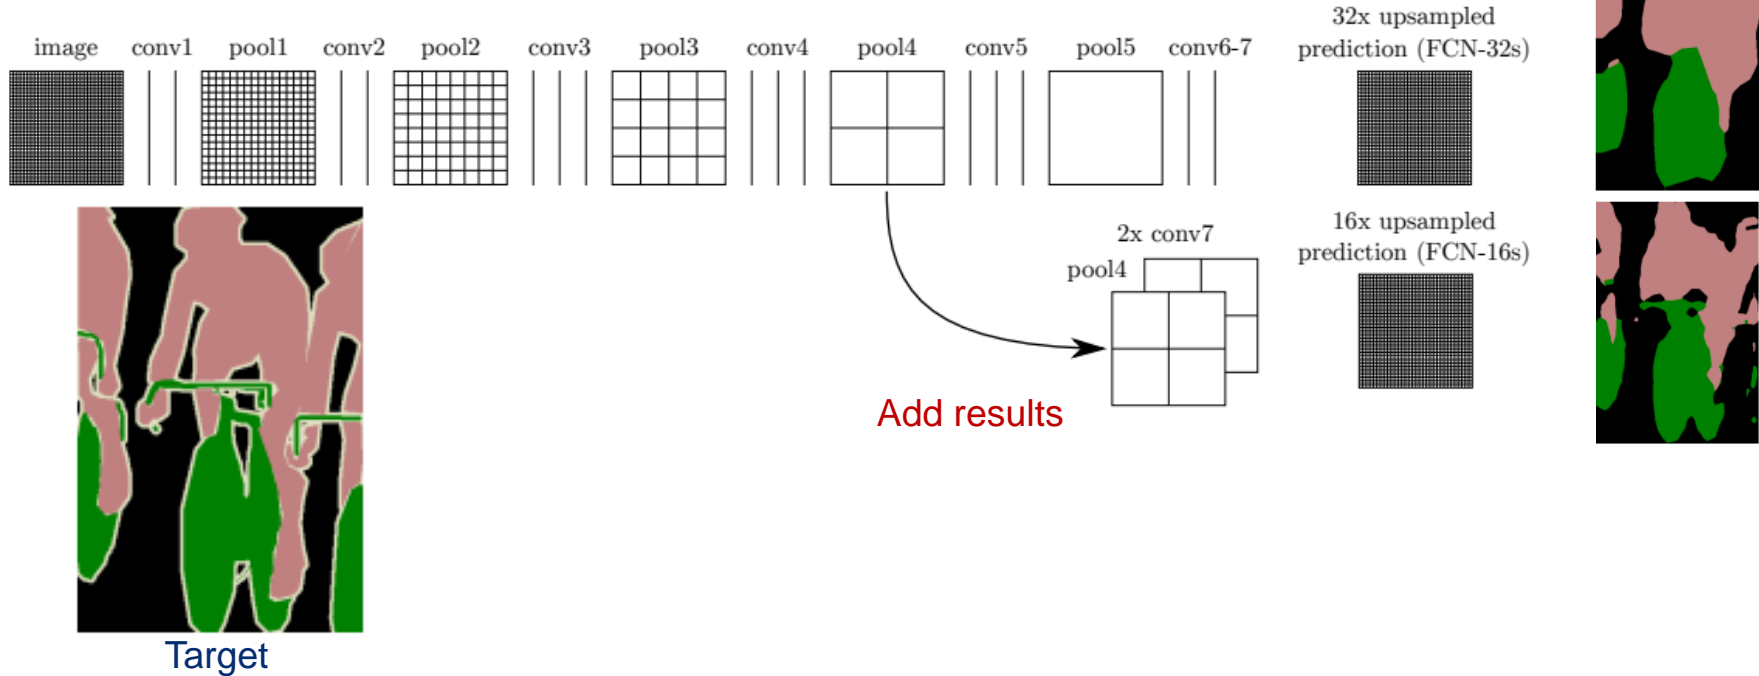 image conv1 pool1 conv2 pool2 conv3 pool3 conv4 pool4 conv5 pool5 conv6-7
32x upsampled
prediction (FCN-32s)
2x conv7
pool4
16x upsampled
prediction (FCN-16s)
Add results
Target